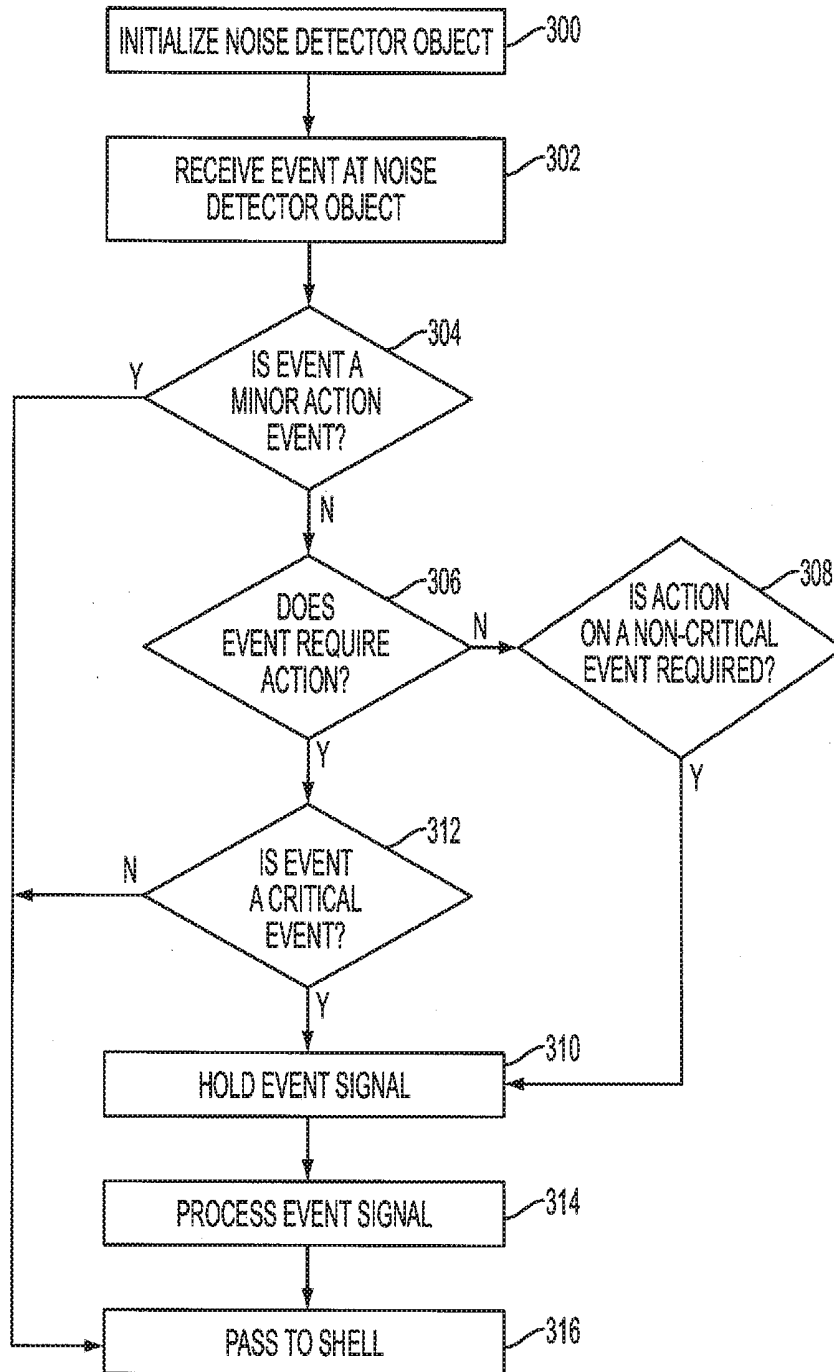 INITIALIZE NOISE DETECTOR OBJECT
300
RECEIVE EVENT AT NOISE
DETECTOR OBJECT
302
IS EVENT A
MINOR ACTION
EVENT?
304
Y
N
DOES
EVENT REQUIRE
ACTION?
306
N
Y
IS ACTION
ON A NON-CRITICAL
EVENT REQUIRED?
308
Y
IS EVENT
A CRITICAL
EVENT?
312
N
Y
HOLD EVENT SIGNAL
310
PROCESS EVENT SIGNAL
314
PASS TO SHELL
316